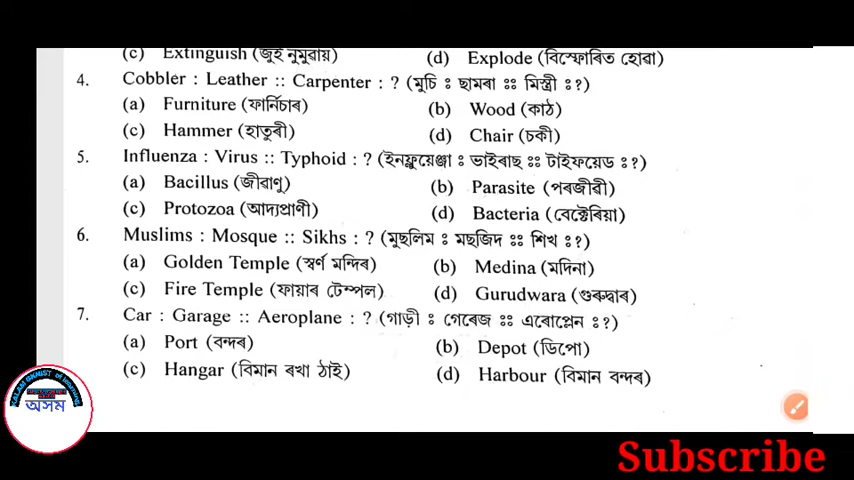 (c) Extinguish (জুই নুমুৱায়) (d) Explode (বিস্ফোৰিত হোৱা)
4. Cobbler : Leather :: Carpenter : ? (মুচি : ছামৰা :: মিস্ত্ৰী : ?)
(a) Furniture (ফাৰ্নিচাৰ) (b) Wood (কাঠ)
(c) Hammer (হাতুৰী) (d) Chair (চকী)
5. Influenza : Virus :: Typhoid : ? (ইনফ্লুয়েঞ্জা : ভাইৰাছ :: টাইফয়েড : ?)
(a) Bacillus (জীৱাণু) (b) Parasite (পৰজীৱী)
(c) Protozoa (আদ্যপ্ৰাণী) (d) Bacteria (বেক্টেৰিয়া)
6. Muslims : Mosque :: Sikhs : ? (মুছলিম : মছজিদ :: শিখ : ?)
(a) Golden Temple (স্বৰ্ণ মন্দিৰ) (b) Medina (মদিনা)
(c) Fire Temple (ফায়াৰ টেম্পল) (d) Gurudwara (গুৰুদ্বাৰ)
7. Car : Garage :: Aeroplane : ? (গাড়ী : গেৰেজ :: এৰোপ্লেন : ?)
(a) Port (বন্দৰ) (b) Depot (ডিপো)
(c) Hangar (বিমান ৰখা ঠাই) (d) Harbour (বিমান বন্দৰ)
অসম
Subscribe